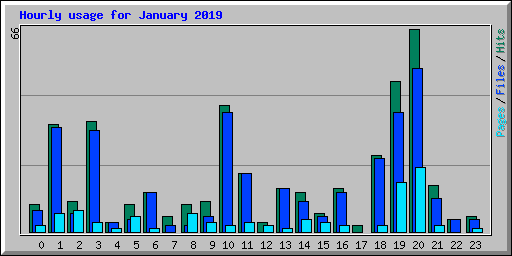 Hourly usage for January 2019
66
Pages/Files/Hits
0 1 2 3 4 5 6 7 8 9 10 11 12 13 14 15 16 17 18 19 20 21 22 23